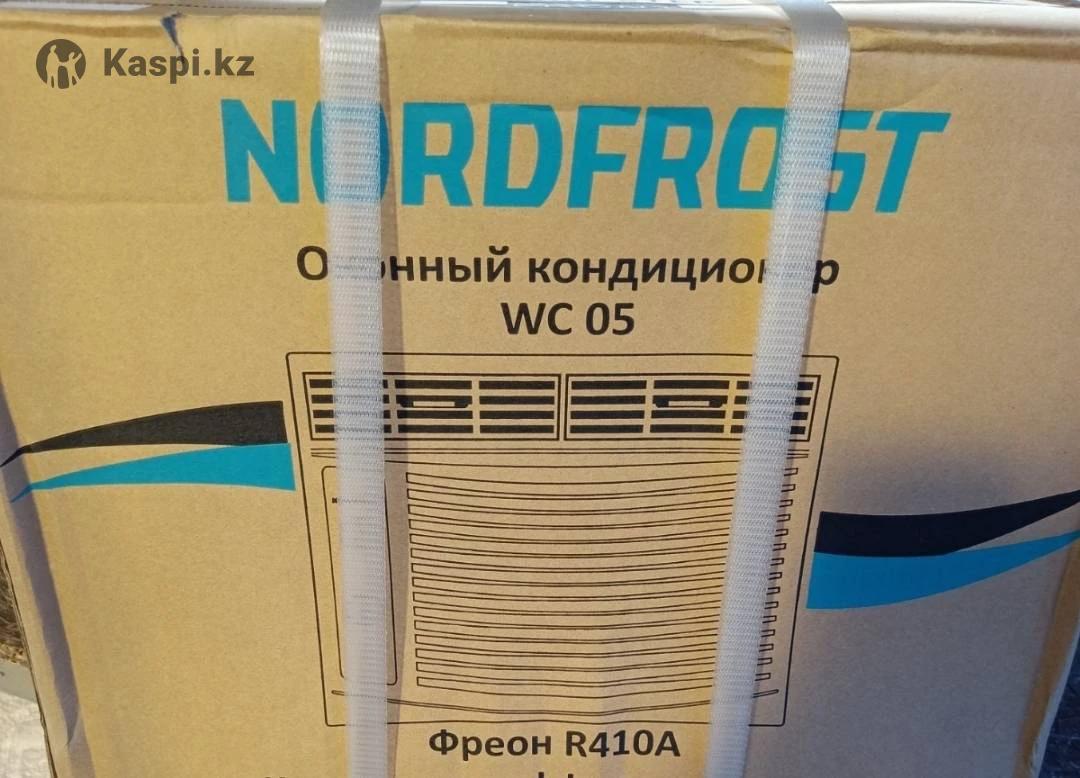 Kaspi.kz
NORDFROST
Оконный кондиционер
WC 05
Фреон R410A